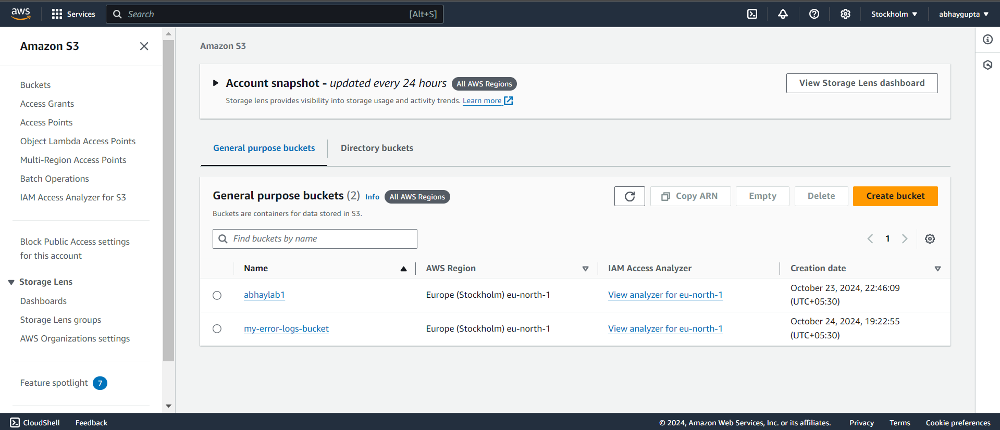 aws
Services
Search [Alt+S]
Stockholm
abhaygupta
Amazon S3
Buckets
Access Grants
Access Points
Object Lambda Access Points
Multi-Region Access Points
Batch Operations
IAM Access Analyzer for S3
Block Public Access settings
for this account
Storage Lens
Dashboards
Storage Lens groups
AWS Organizations settings
Feature spotlight 7
Amazon S3
Account snapshot - updated every 24 hours All AWS Regions
View Storage Lens dashboard
Storage lens provides visibility into storage usage and activity trends. Learn more
General purpose buckets
Directory buckets
General purpose buckets (2) Info All AWS Regions
Copy ARN
Empty
Delete
Create bucket
Buckets are containers for data stored in S3.
Find buckets by name
1
Name AWS Region IAM Access Analyzer Creation date
abhaylab1 Europe (Stockholm) eu-north-1 View analyzer for eu-north-1 October 23, 2024, 22:46:09
(UTC+05:30)
my-error-logs-bucket Europe (Stockholm) eu-north-1 View analyzer for eu-north-1 October 24, 2024, 19:22:55
(UTC+05:30)
CloudShell
Feedback
© 2024, Amazon Web Services, Inc. or its affiliates.
Privacy
Terms
Cookie preferences